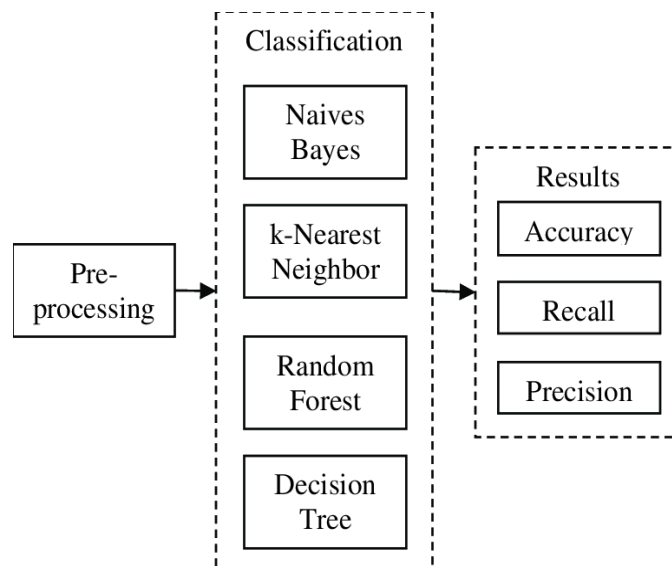 Pre-
processing
Classification
Naives
Bayes
k-Nearest
Neighbor
Random
Forest
Decision
Tree
Results
Accuracy
Recall
Precision